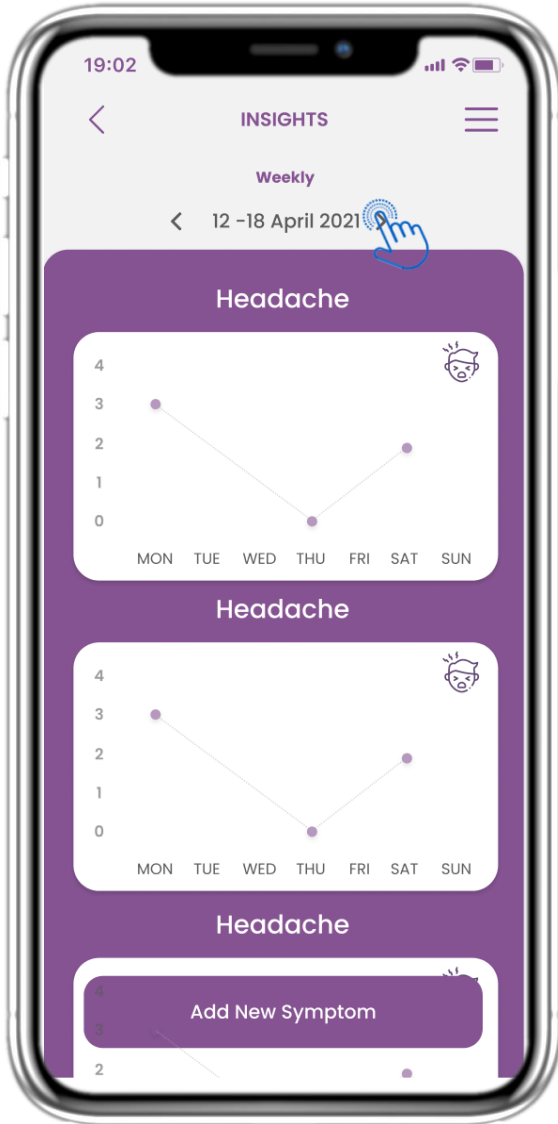 19:02
INSIGHTS
Weekly
12 -18 April 2021
Headache
4
3
2
1
0
MON TUE WED THU FRI SAT SUN
Headache
4
3
2
1
0
MON TUE WED THU FRI SAT SUN
Headache
4
Add New Symptom
3
2